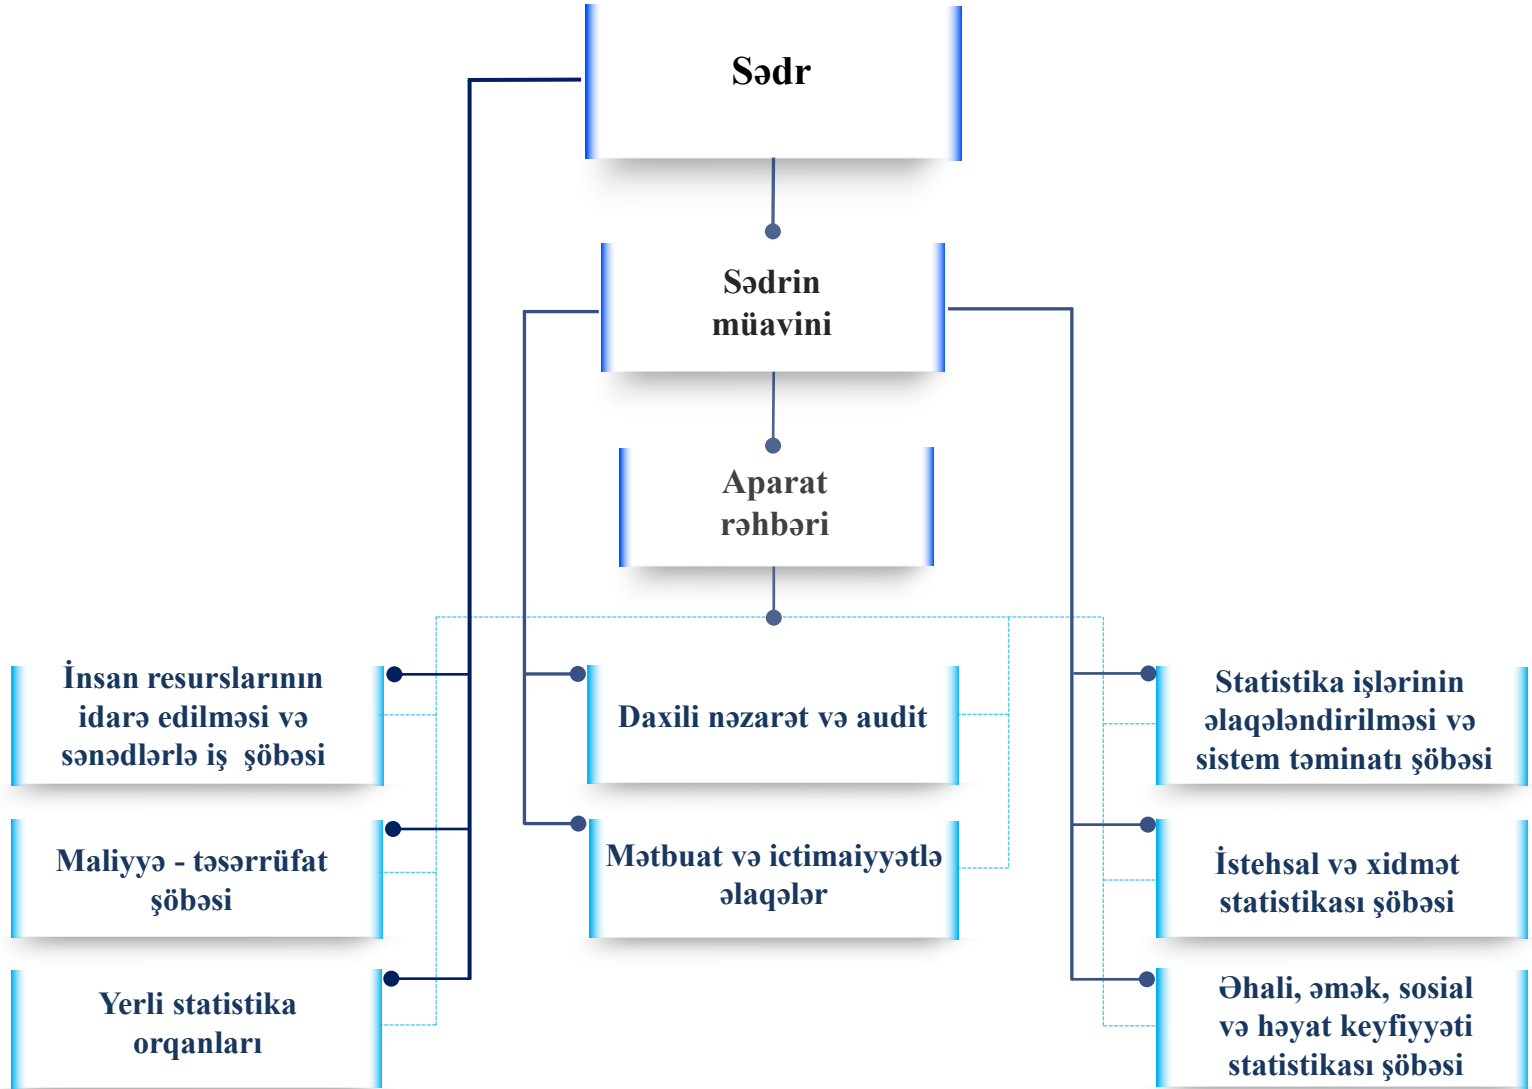 Sədr
Sədrin
müavini
Aparat
rəhbəri
İnsan resurslarının
idarə edilməsi və
sənədlərlə iş  şöbəsi
Daxili nəzarət və audit
Statistika işlərinin
əlaqələndirilməsi və
sistem təminatı şöbəsi
Maliyyə - təsərrüfat
şöbəsi
Mətbuat və ictimaiyyətlə
əlaqələr
İstehsal və xidmət
statistikası şöbəsi
Yerli statistika
orqanları
Əhali, əmək, sosial
və həyat keyfiyyəti
statistikası şöbəsi